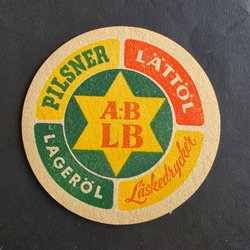 PILSNER
LÄTTÖL
A-B
LB
LAGERÖL
Läskedrycker